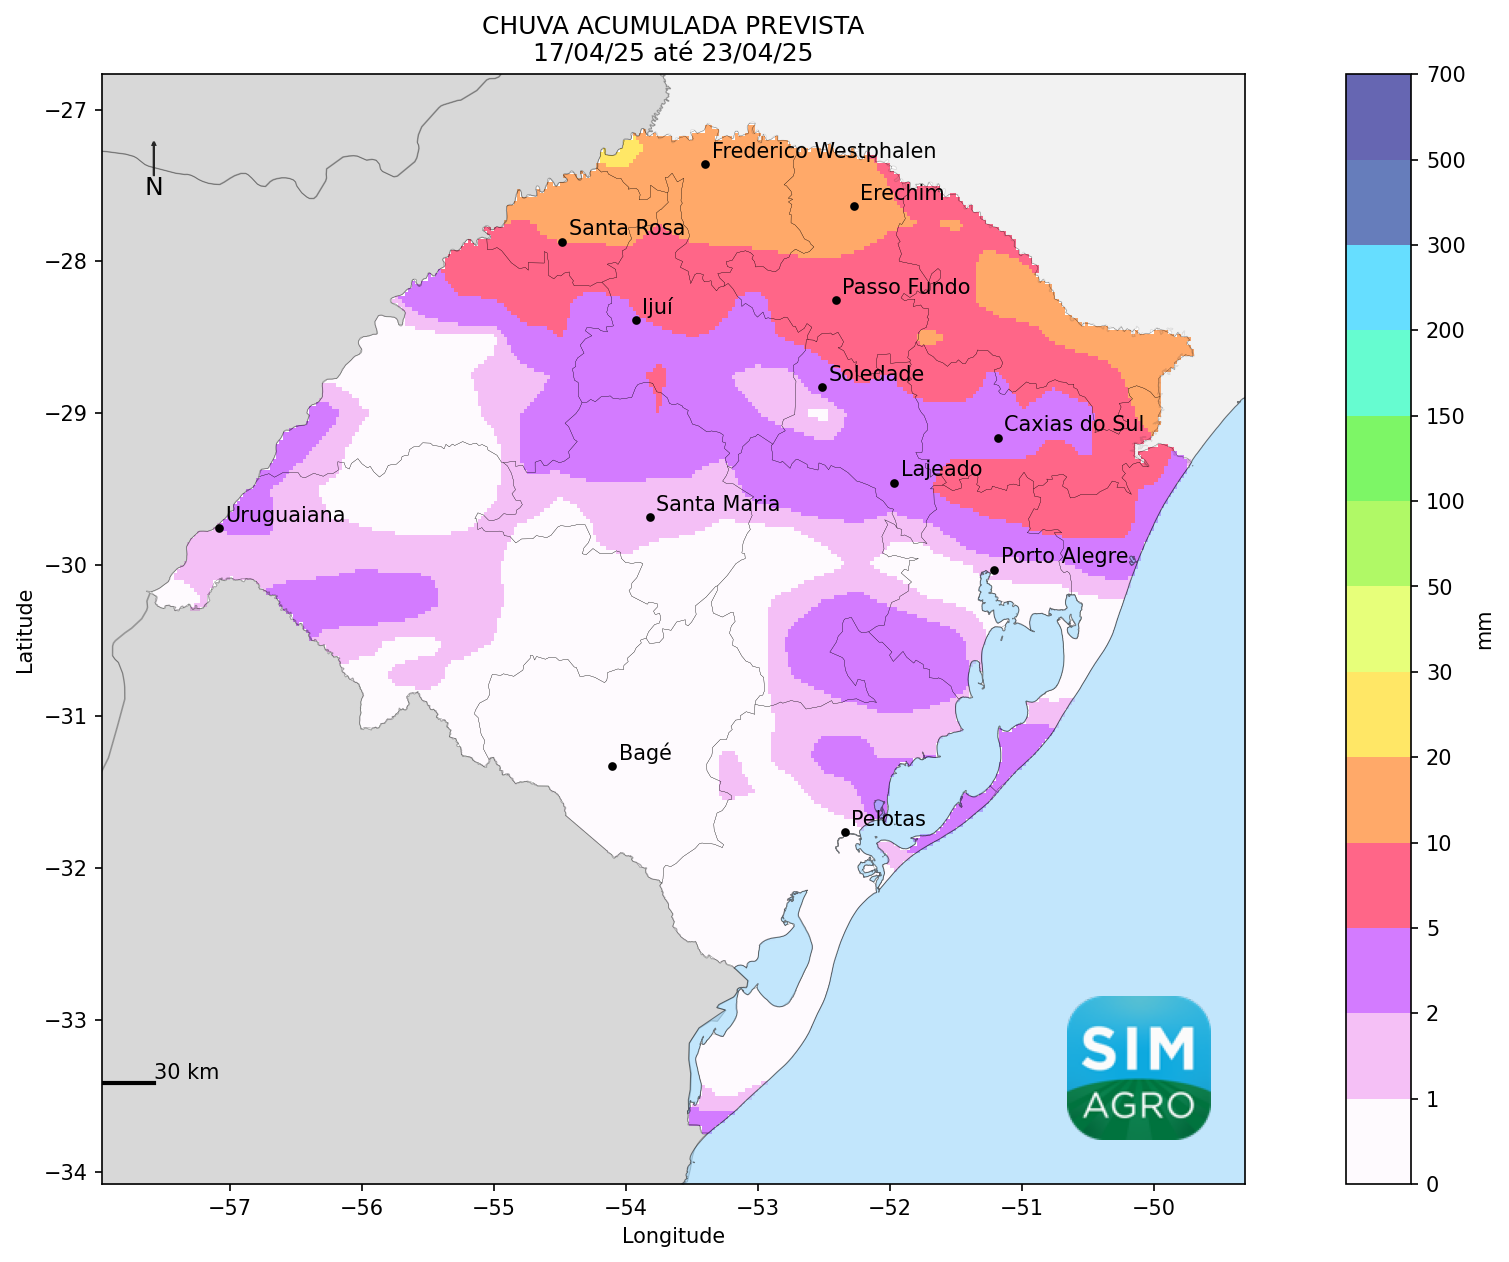 CHUVA ACUMULADA PREVISTA
17/04/25 até 23/04/25
−27
−28
−29
−30
−31
−32
−33
−34
Latitude
−57
−56
−55
−54
−53
−52
−51
−50
Longitude
N
Frederico Westphalen
Erechim
Santa Rosa
Passo Fundo
Ijuí
Soledade
Caxias do Sul
Lajeado
Santa Maria
Uruguaiana
Porto Alegre
Bagé
Pelotas
30 km
SIM
AGRO
700
500
300
200
150
100
50
30
20
10
5
2
1
0
mm